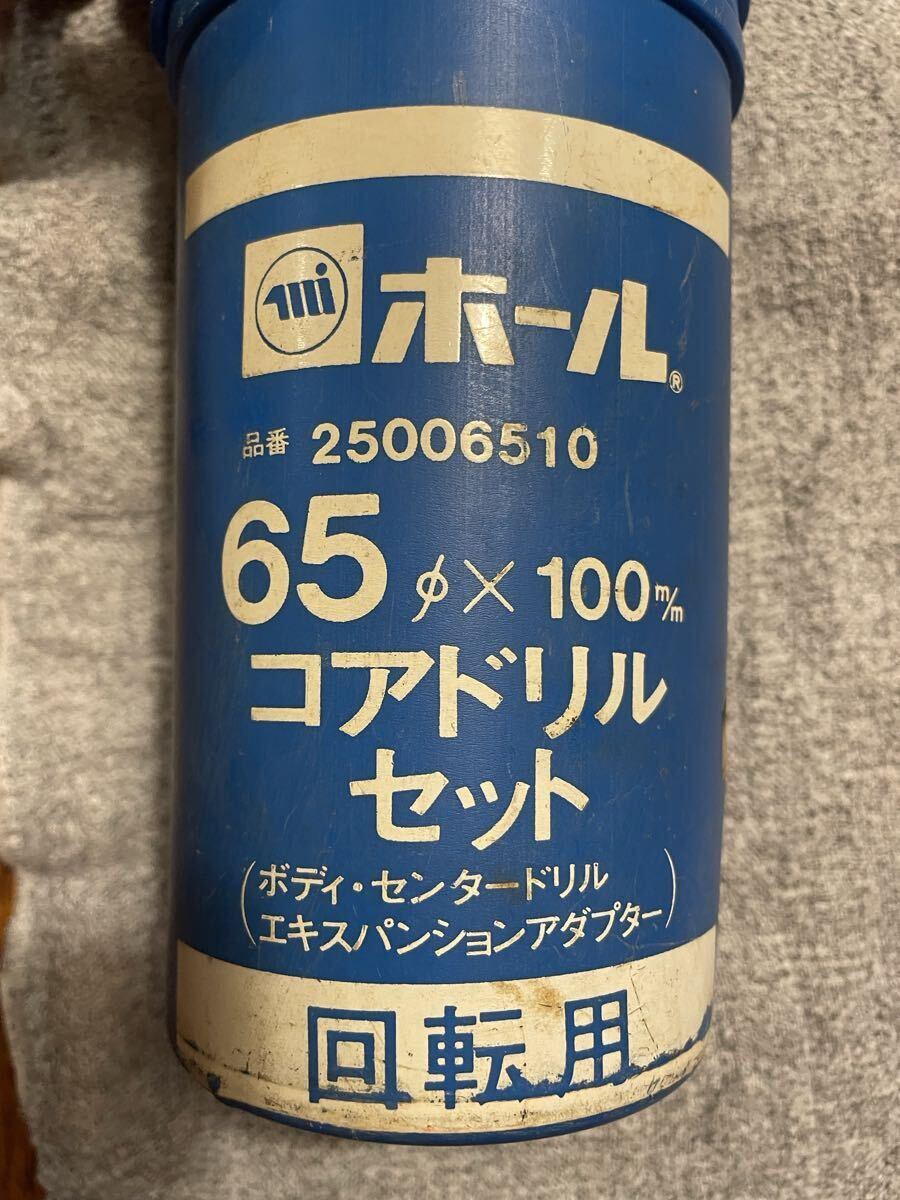 ホール®
品番 25006510
65φ×100m/m
コアドリル
セット
(ボディ・センタードリル
エキスパンションアダプター)
回転用